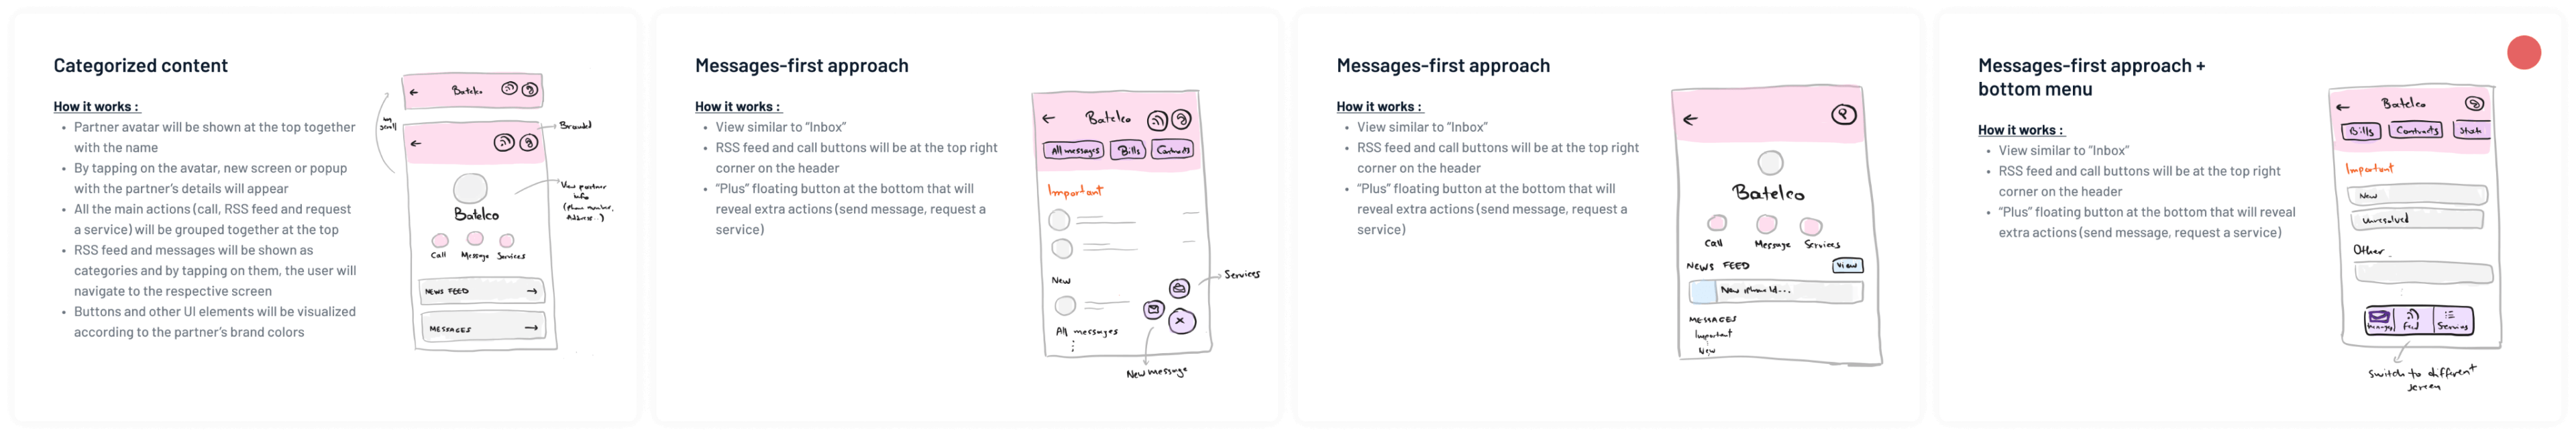 Categorized content
How it works :
• Partner avatar will be shown at the top together
with the name
• By tapping on the avatar, new screen or popup
with the partner's details will appear
• All the main actions (call, RSS feed and request
a service) will be grouped together at the top
• RSS feed and messages will be shown as
categories and by tapping on them, the user will
navigate to the respective screen
• Buttons and other UI elements will be visualized
according to the partner's brand colors
Batelco
scroll
Branded
View partner
info
(Phone number,
Address..)
Batelco
Call Message Services
NEWS FEED
MESSAGES
Messages-first approach
How it works :
• View similar to "Inbox"
• RSS feed and call buttons will be at the top right
corner on the header
• "Plus" floating button at the bottom that will
reveal extra actions (send message, request a
service)
Batelco
All messages Bills Contracts
Important
New
All messages
Services
New message
Messages-first approach
How it works :
• View similar to "Inbox"
• RSS feed and call buttons will be at the top right
corner on the header
• "Plus" floating button at the bottom that will
reveal extra actions (send message, request a
service)
Batelco
Call Message Services
NEWS FEED View
MESSAGES
Important
New
Messages-first approach +
bottom menu
How it works :
• View similar to "Inbox"
• RSS feed and call buttons will be at the top right
corner on the header
• "Plus" floating button at the bottom that will reveal
extra actions (send message, request a service)
Batelco
Bills Contracts
Important
New
Unresolved
Other
Messages Feed Services
Switch to different
screen